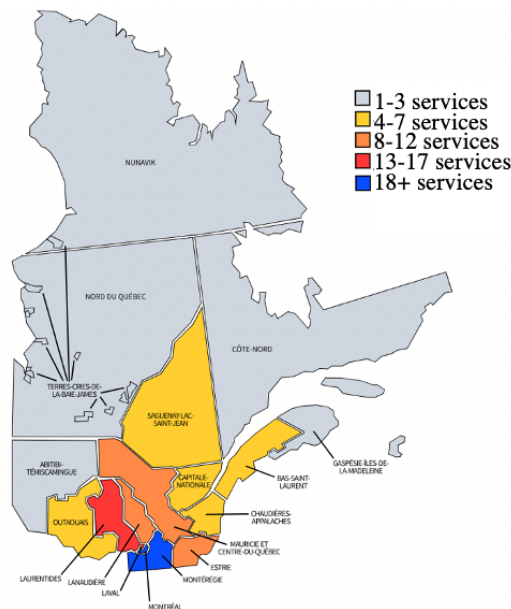 1-3 services
4-7 services
8-12 services
13-17 services
18+ services
NUNAVIK
NORD DU QUÉBEC
CÔTE-NORD
TERRES-CRIES-DE-
LA-BAIE-JAMES
SAGUENAY-LAC-
SAINT-JEAN
ABITIBI-
TÉMISCAMINGUE
GASPÉSIE-ÎLES-DE-
LA-MADELEINE
CAPITALE-
NATIONALE
BAS-SAINT-
LAURENT
OUTAOUAIS
CHAUDIÈRES-
APPALACHES
MAURICIE ET
CENTRE-DU-QUÉBEC
ESTRIE
LAURENTIDES
LANAUDIÈRE
MONTÉRÉGIE
LAVAL
MONTRÉAL